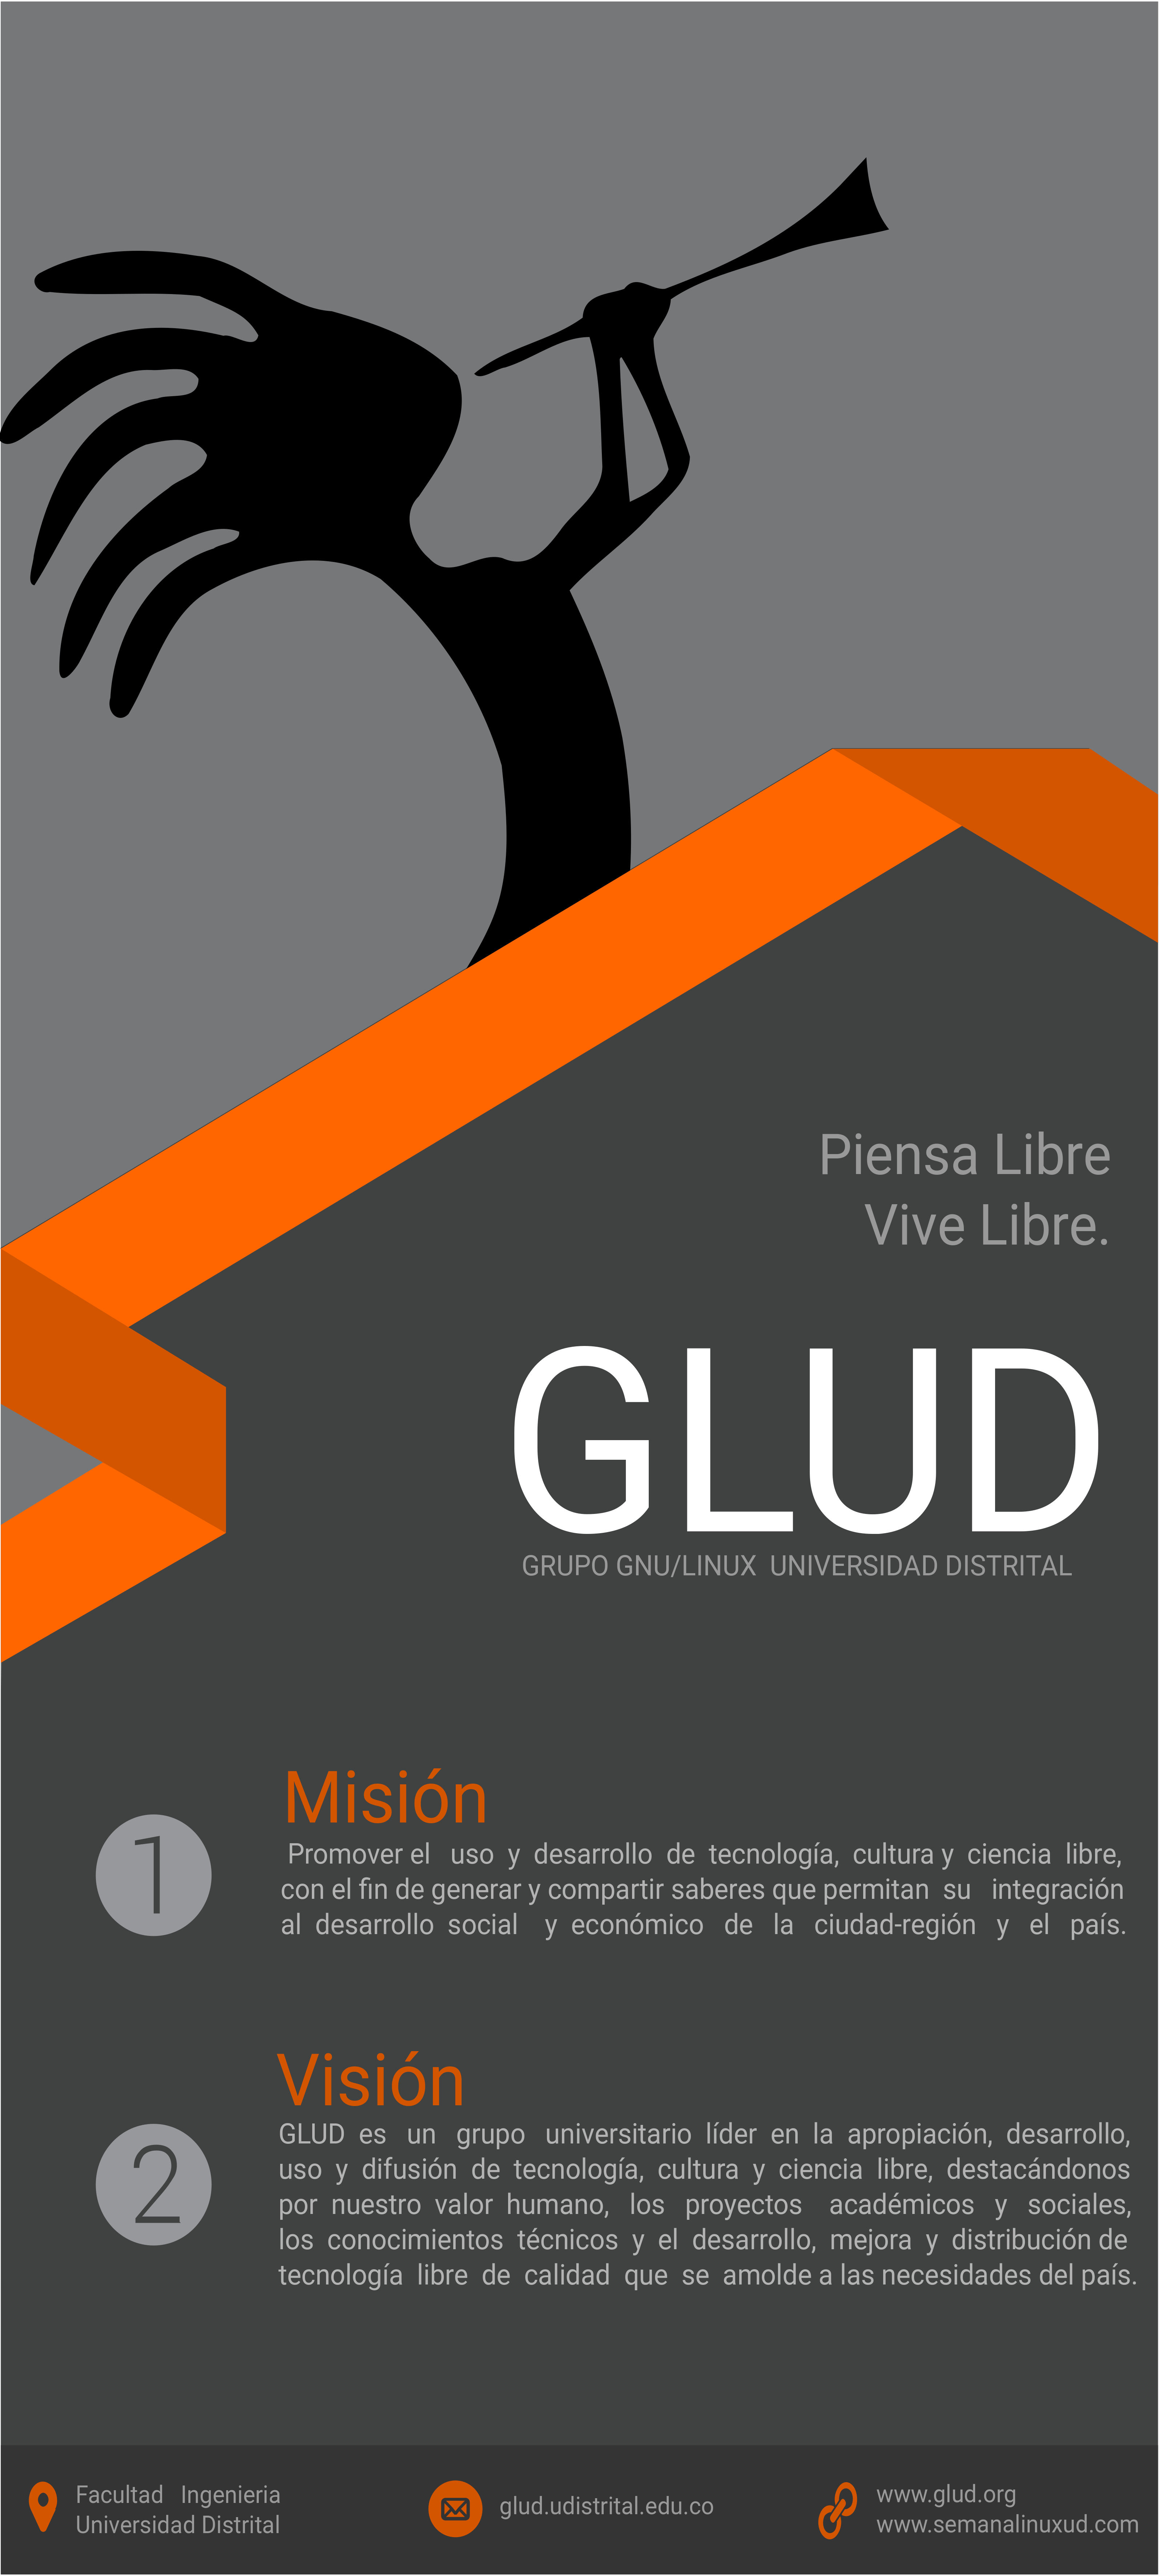 Piensa Libre
Vive Libre.
GLUD
GRUPO GNU/LINUX UNIVERSIDAD DISTRITAL
1
Misión
Promover el uso y desarrollo de tecnología, cultura y ciencia libre,
con el fin de generar y compartir saberes que permitan su integración
al desarrollo social y económico de la ciudad-región y el país.
2
Visión
GLUD es un grupo universitario líder en la apropiación, desarrollo,
uso y difusión de tecnología, cultura y ciencia libre, destacándonos
por nuestro valor humano, los proyectos académicos y sociales,
los conocimientos técnicos y el desarrollo, mejora y distribución de
tecnología libre de calidad que se amolde a las necesidades del país.
Facultad Ingenieria
Universidad Distrital
glud.udistrital.edu.co
www.glud.org
www.semanalinuxud.com